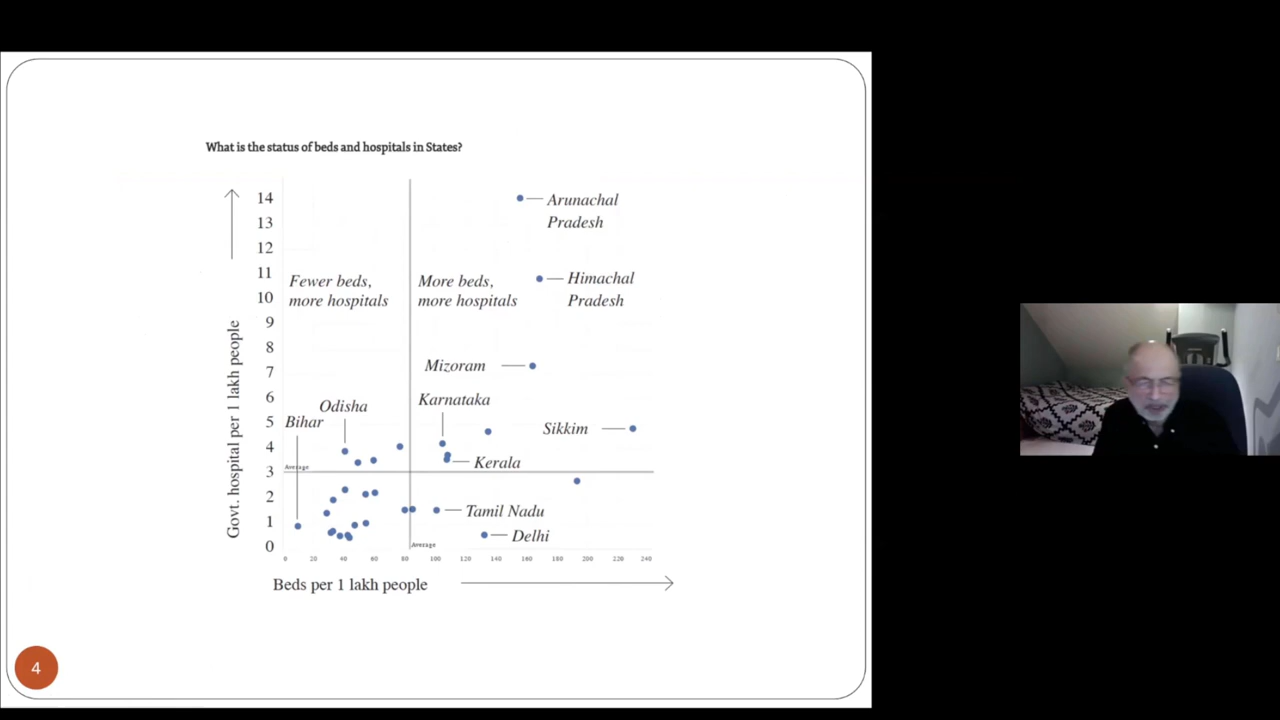 What is the status of beds and hospitals in States?
14
13
12
11
10
9
8
7
6
5
4
3
2
1
0
Govt. hospital per 1 lakh people
Arunachal
Pradesh
Fewer beds,
more hospitals
More beds,
more hospitals
Himachal
Pradesh
Mizoram
Karnataka
Odisha
Bihar
Sikkim
Average
Kerala
Tamil Nadu
Delhi
Average
0 20 40 60 80 100 120 140 160 180 200 220 240
Beds per 1 lakh people
4